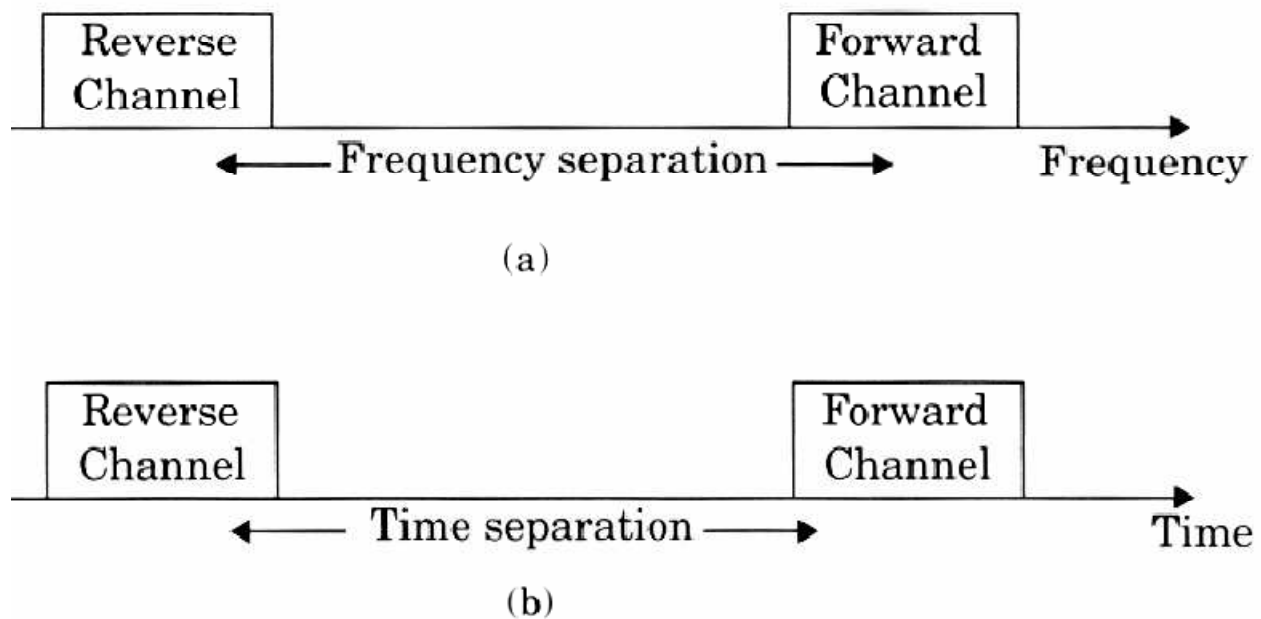 Reverse
Channel
Forward
Channel
Frequency separation
Frequency
(a)
Reverse
Channel
Forward
Channel
Time separation
Time
(b)